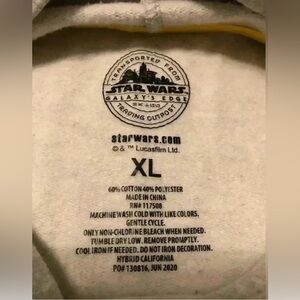 TRANSPORTED FROM
STAR WARS
GALAXY'S EDGE
TRADING OUTPOST
starwars.com
© & ™ Lucasfilm Ltd.
XL
60% COTTON 40% POLYESTER
MADE IN CHINA
RN# 117508
MACHINE WASH COLD WITH LIKE COLORS.
GENTLE CYCLE.
ONLY NON-CHLORINE BLEACH WHEN NEEDED.
TUMBLE DRY LOW. REMOVE PROMPTLY.
COOL IRON IF NEEDED. DO NOT IRON DECORATION.
HYBRID CALIFORNIA
PO# 130816, JUN 2020